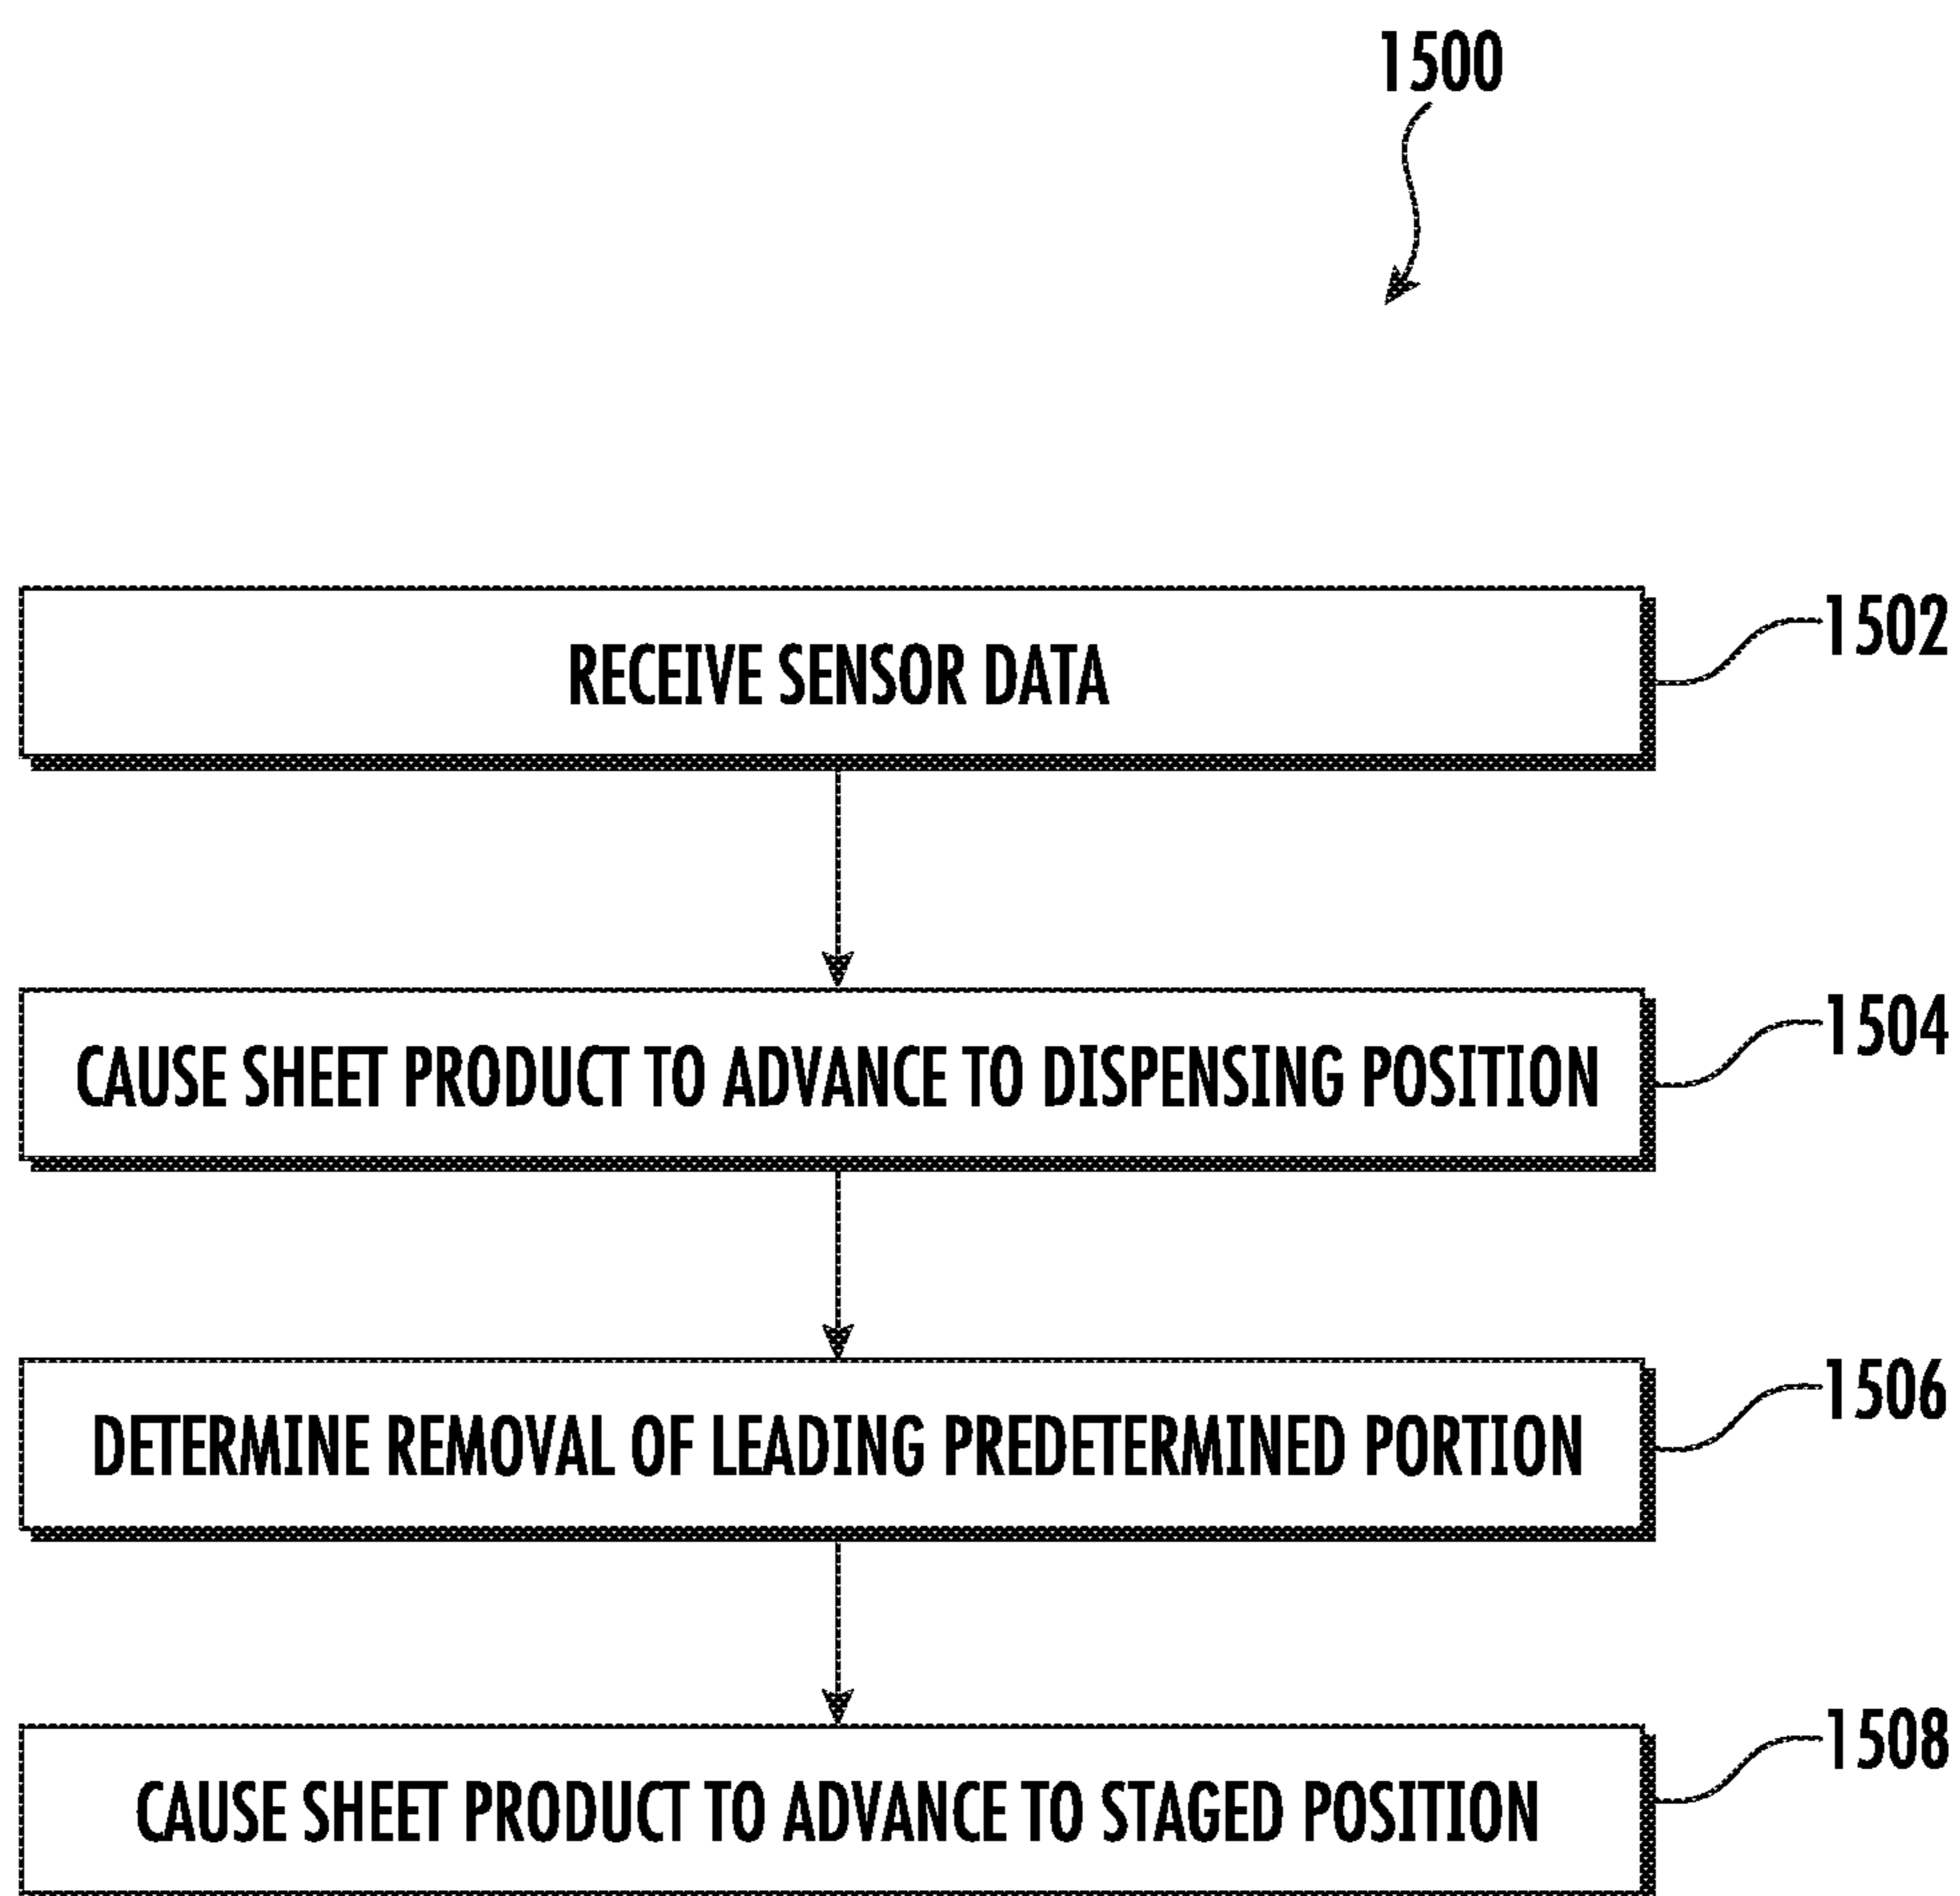 1500
RECEIVE SENSOR DATA
1502
CAUSE SHEET PRODUCT TO ADVANCE TO DISPENSING POSITION
1504
DETERMINE REMOVAL OF LEADING PREDETERMINED PORTION
1506
CAUSE SHEET PRODUCT TO ADVANCE TO STAGED POSITION
1508